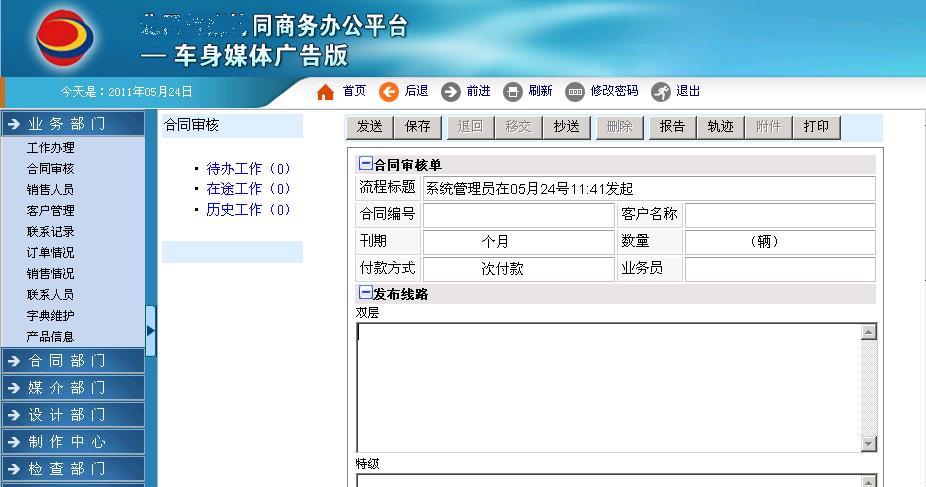 同商务办公平台
— 车身媒体广告版
今天是：2011年05月24日
首页 后退 前进 刷新 修改密码 退出
业务部门
工作办理
合同审核
销售人员
客户管理
联系记录
订单情况
销售情况
联系人员
字典维护
产品信息
合同部门
媒介部门
设计部门
制作中心
检查部门
合同审核
· 待办工作（0）
· 在途工作（0）
· 历史工作（0）
发送 保存 退回 移交 抄送 删除 报告 轨迹 附件 打印
合同审核单
流程标题 系统管理员在05月24号11:41发起
合同编号 客户名称
刊期 个月 数量 （辆）
付款方式 次付款 业务员
发布线路
双层
特级